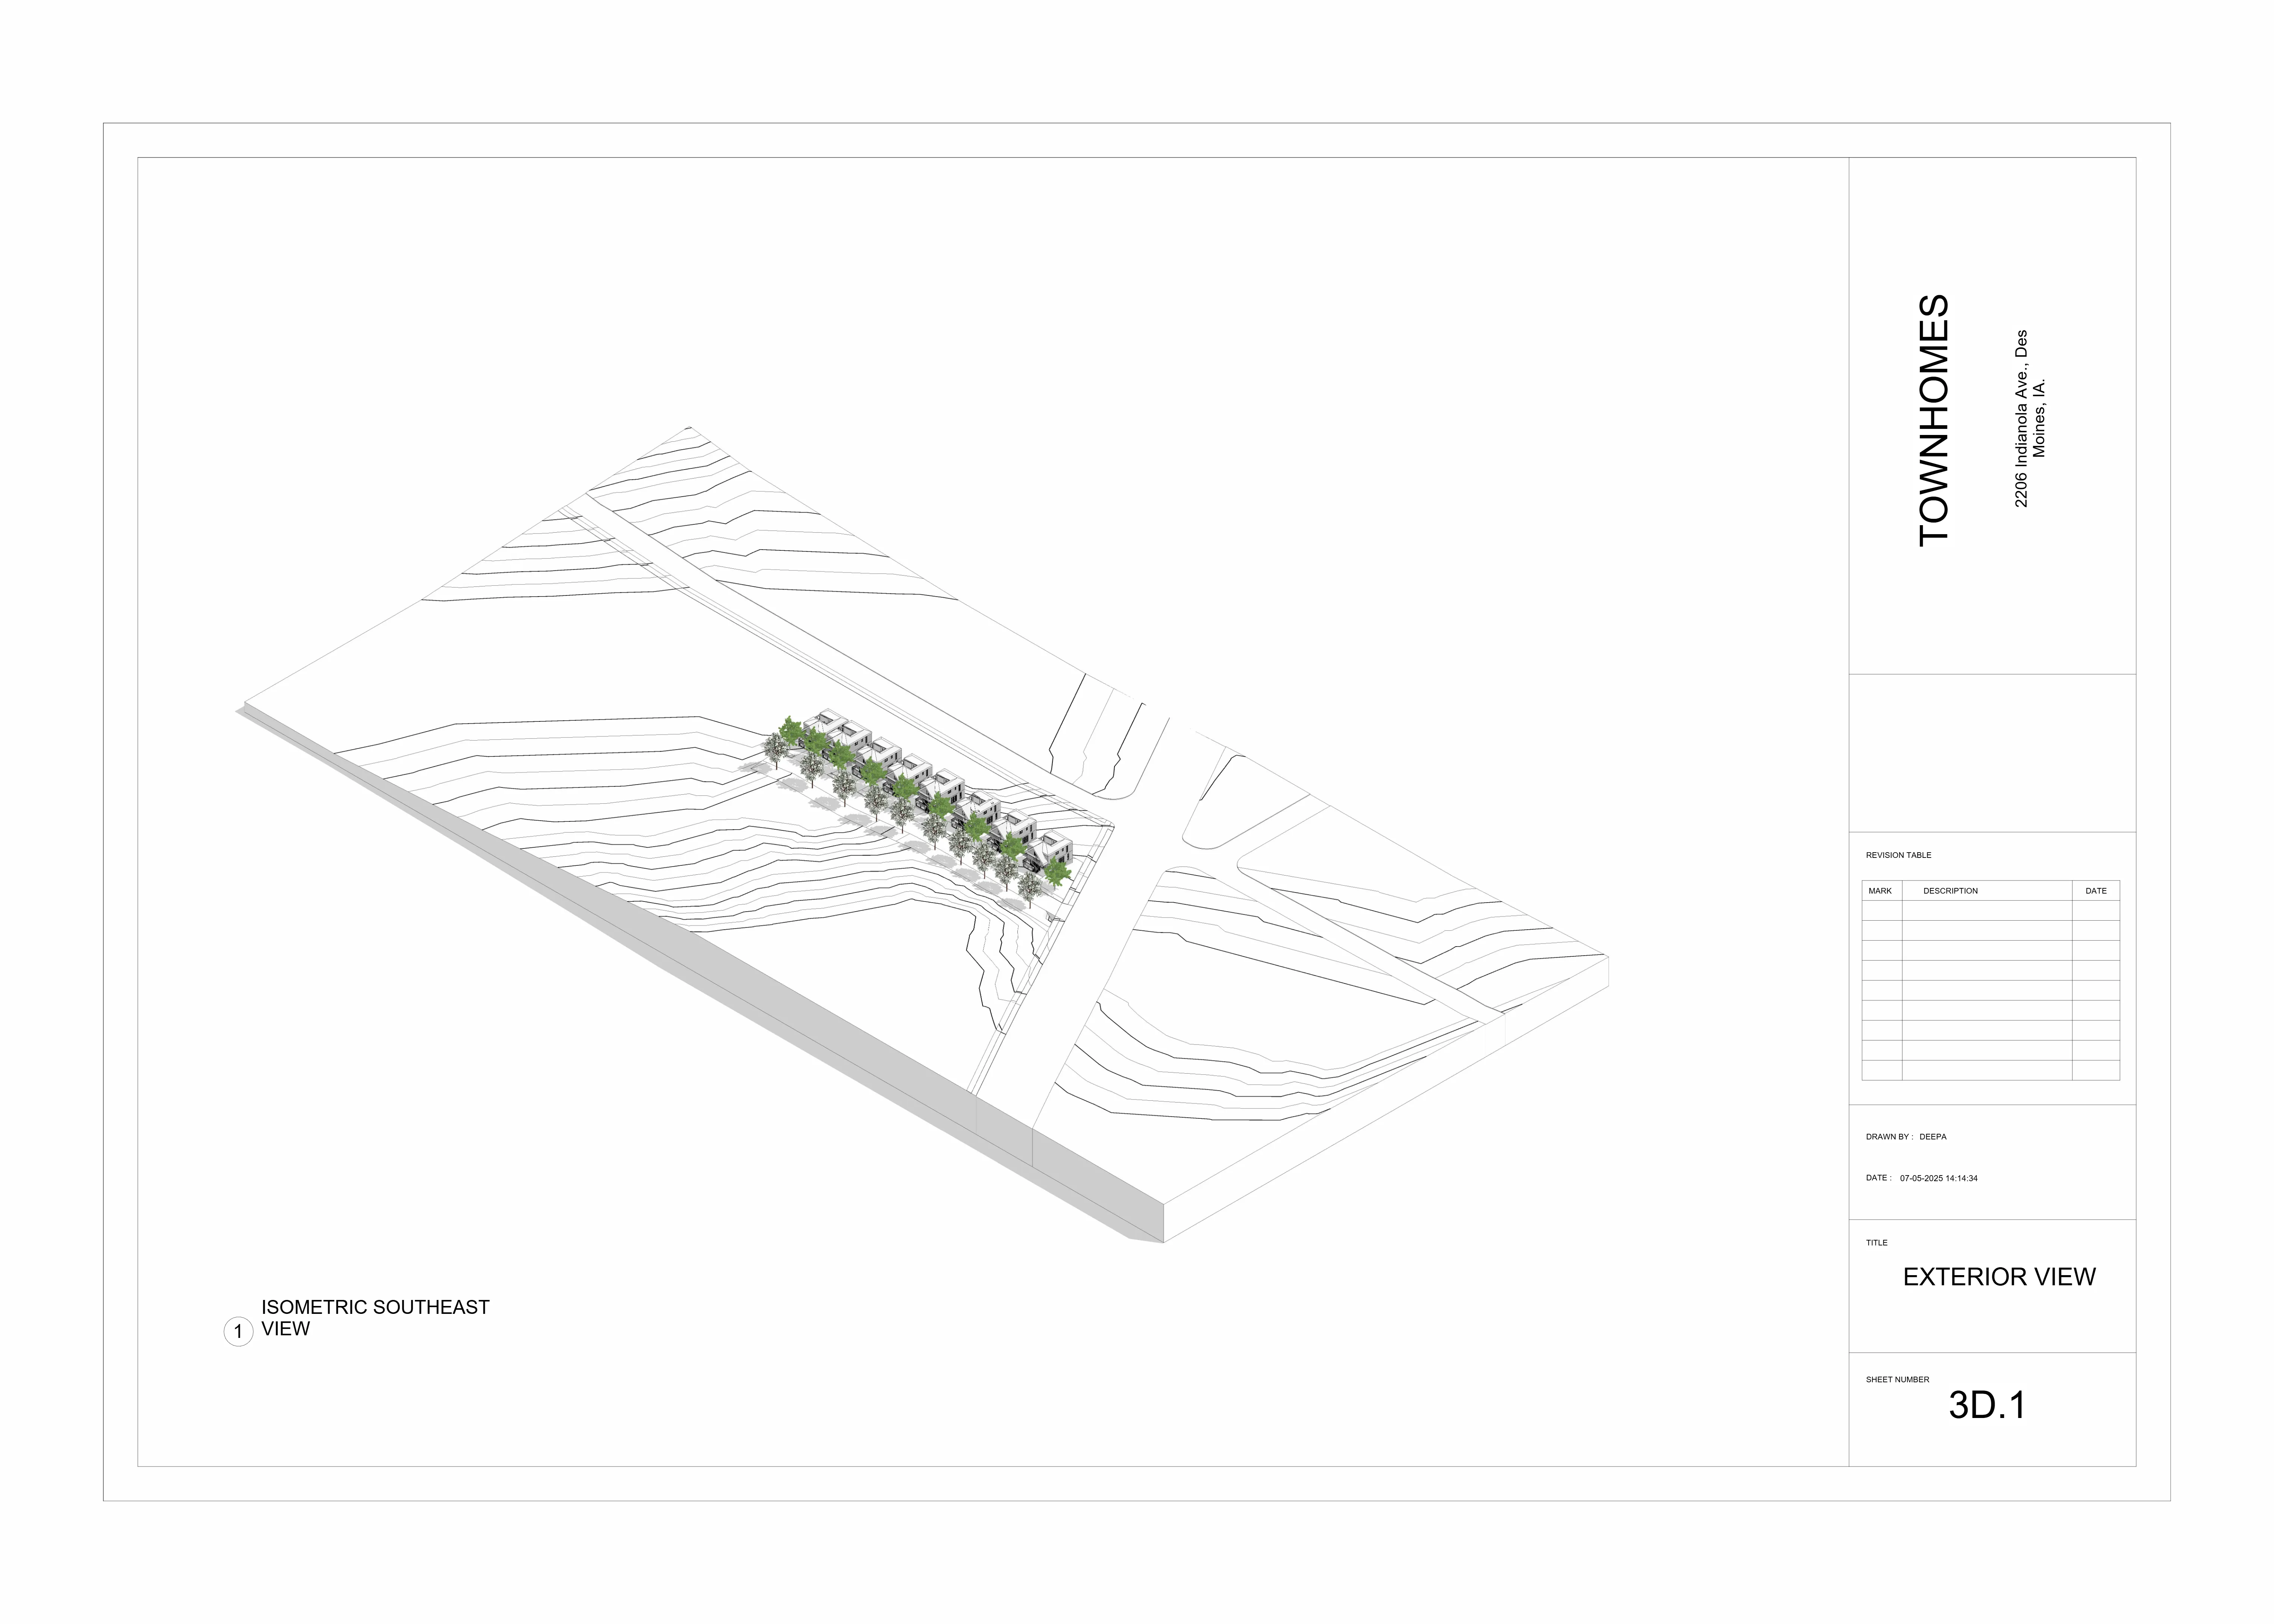 TOWNHOMES
2206 Indianola Ave., Des
Moines, IA.
REVISION TABLE
MARK DESCRIPTION DATE
DRAWN BY : DEEPA
DATE : 07-05-2025 14:14:34
TITLE
EXTERIOR VIEW
SHEET NUMBER
3D.1
ISOMETRIC SOUTHEAST
1 VIEW